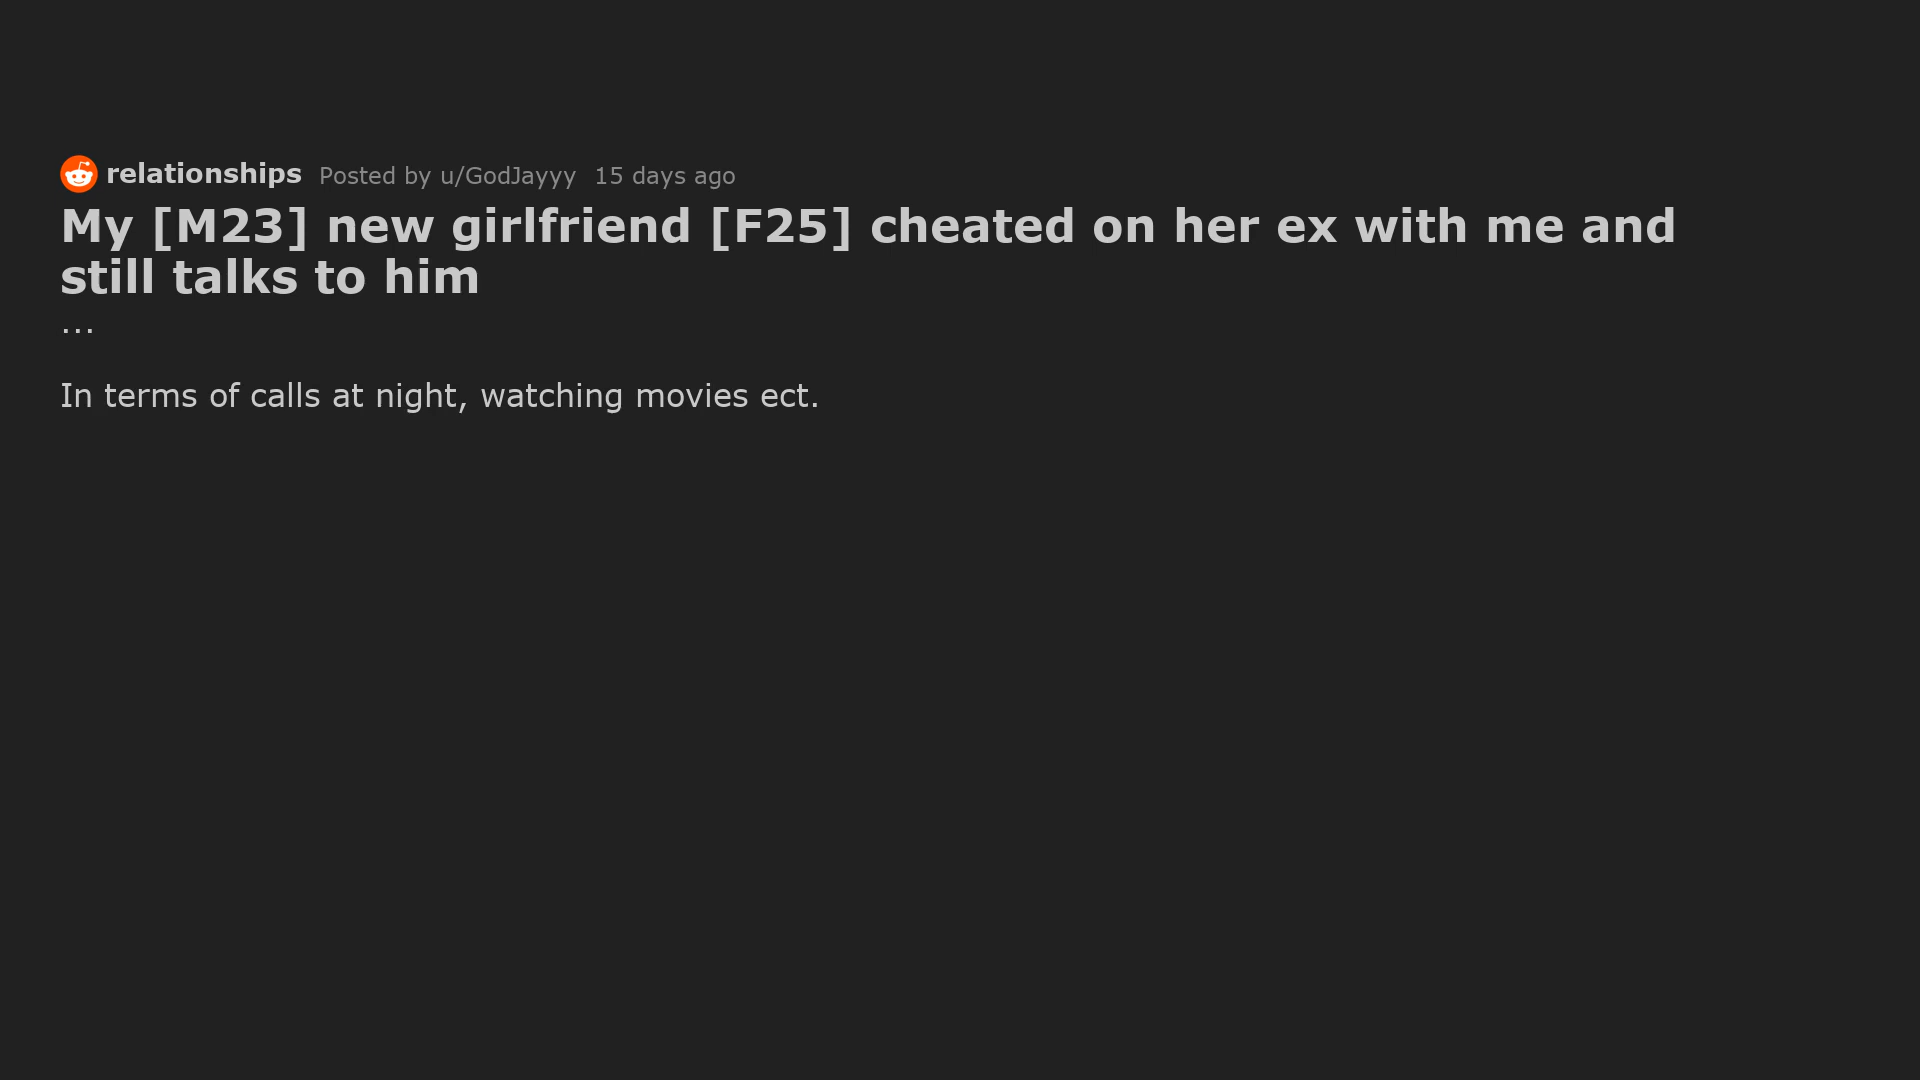 relationships Posted by u/GodJayyy 15 days ago
My [M23] new girlfriend [F25] cheated on her ex with me and
still talks to him
...
In terms of calls at night, watching movies ect.